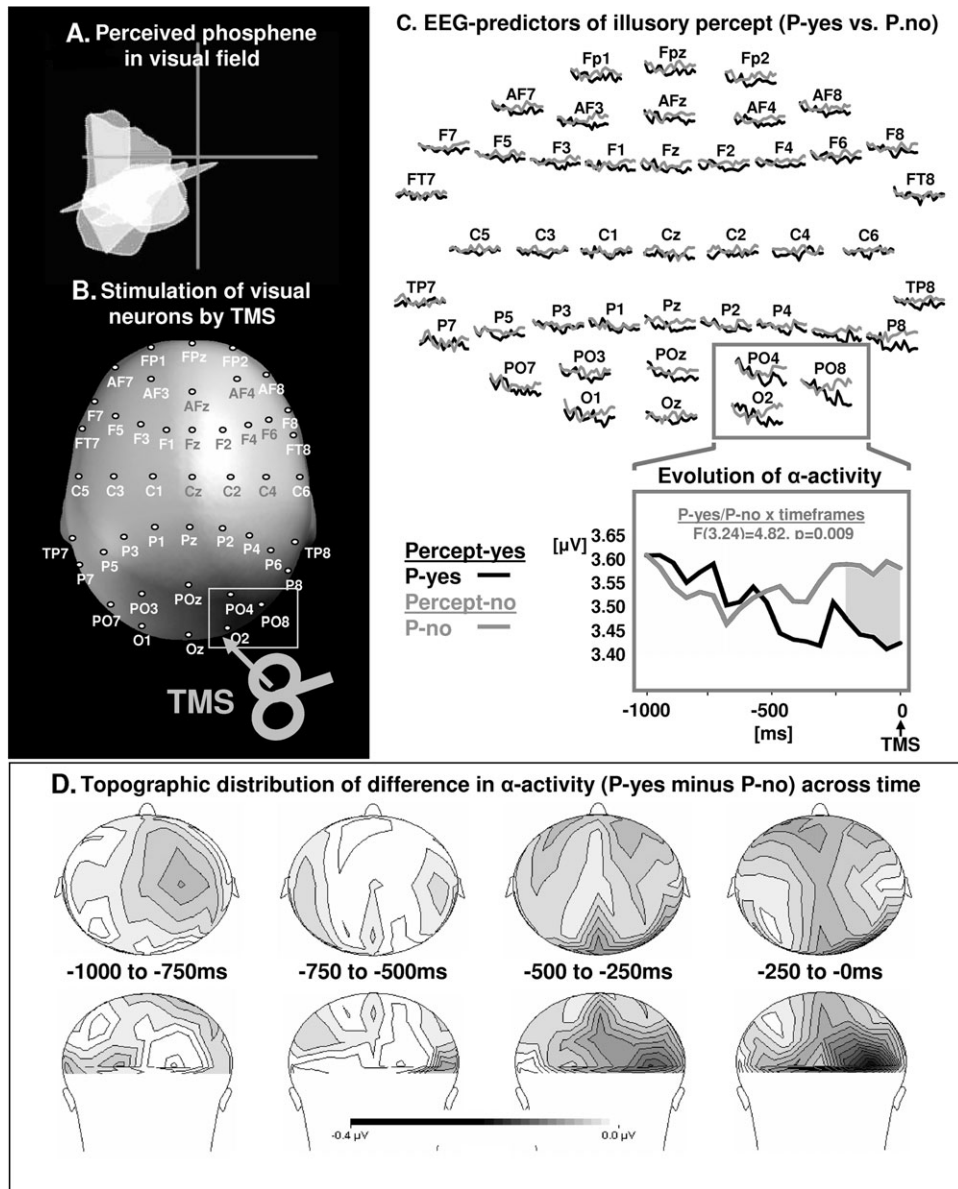 A. Perceived phosphene
in visual field
B. Stimulation of visual
neurons by TMS
FP1 FPz FP2
AF7 AF3 AFz AF4 AF8
F7 F5 F3 F1 Fz F2 F4 F6 F8
FT7 FT8
C5 C3 C1 Cz C2 C4 C6
TP7 P7 P5 P3 P1 Pz P2 P4 P6 P8 TP8
PO7 PO3 POz PO4 PO8
O1 Oz O2
TMS
C. EEG-predictors of illusory percept (P-yes vs. P.no)
Fp1 Fpz Fp2
AF7 AF3 AFz AF4 AF8
F7 F5 F3 F1 Fz F2 F4 F6 F8
FT7 FT8
C5 C3 C1 Cz C2 C4 C6
TP7 TP8
P7 P5 P3 P1 Pz P2 P4 P8
PO7 PO3 POz PO4 PO8
O1 Oz O2
Evolution of α-activity
P-yes/P-no x timeframes
F(3,24)=4.82, p=0.009
[μV]
3.65
3.60
3.55
3.50
3.45
3.40
Percept-yes
P-yes
Percept-no
P-no
-1000 -500 0
[ms]
TMS
D. Topographic distribution of difference in α-activity (P-yes minus P-no) across time
-1000 to -750ms -750 to -500ms -500 to -250ms -250 to -0ms
-0.4 μV 0.0 μV